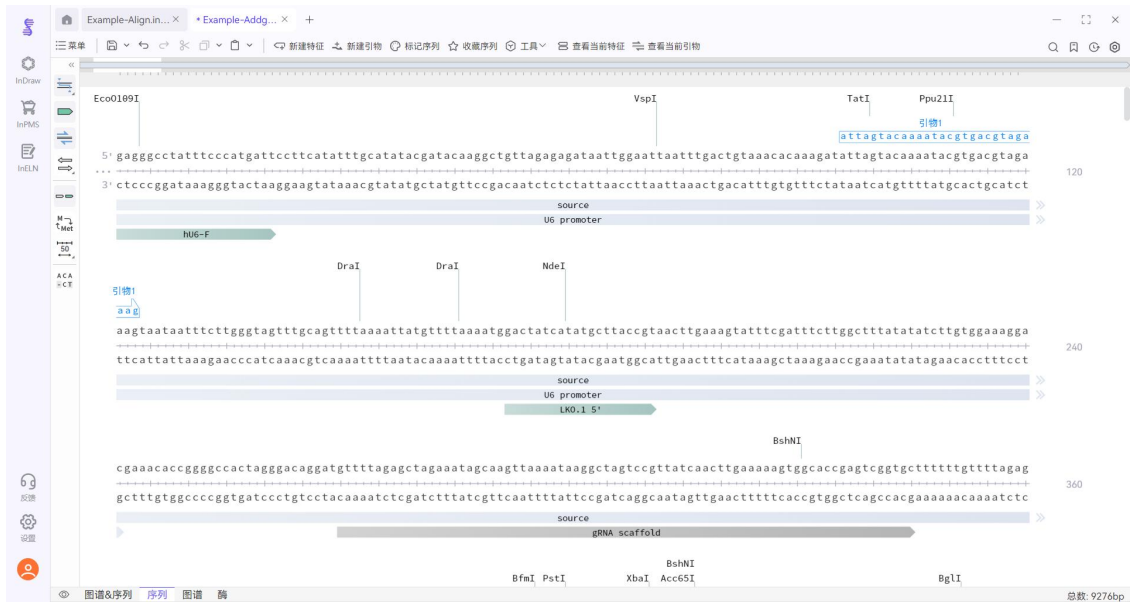 Example-Align.in... × * Example-Addg... × +
菜单 新建特征 新建引物 标记序列 收藏序列 工具 查看当前特征 查看当前引物
InDraw
InPMS
InELN
M
Met
50
ACA
CT
EcoO109I VspI TatI Ppu21I
引物1
attagtacaaaatacgtgacgtaga
5' gagggcctatttcccatgattccttcatatttgcatatacgatacaaggctgttagagagataattggaattaatttgactgtaaacacaaagatattagtacaaaatacgtgacgtaga
... 120
3' ctcccggataaagggtactaaggaagtataaacgtatatgctatgttccgacaatctctctattaaccttaattaaactgacatttgtgtttctataatcatgttttatgcactgcatct
source
U6 promoter
hU6-F
DraI DraI NdeI
引物1
aag
aagtaataatttcttgggtagtttgcagttttaaaattatgttttaaaatggactatcatatgcttaccgtaacttgaaagtatttcgatttcttggctttatatatcttgtggaaagga
240
ttcattattaaagaacccatcaaacgtcaaaattttaatacaaaattttacctgatagtatacgaatggcattgaactttcataaagctaaagaaccgaaatatatagaacacctttcct
source
U6 promoter
LKO.1 5'
BshNI
cgaaacaccggggccactagggacaggatgttttagagctagaaatagcaagttaaaataaggctagtccgttatcaacttgaaaaagtggcaccgagtcggtgcttttttgttttagag
360
gctttgtggccccggtgatccctgtcctacaaaatctcgatctttatcgttcaattttattccgatcaggcaatagttgaactttttcaccgtggctcagccacgaaaaaacaaaatctc
source
gRNA scaffold
BshNI
BfmI PstI XbaI Acc65I BglI
反馈
设置
图谱&序列 序列 图谱 酶
总数: 9276bp